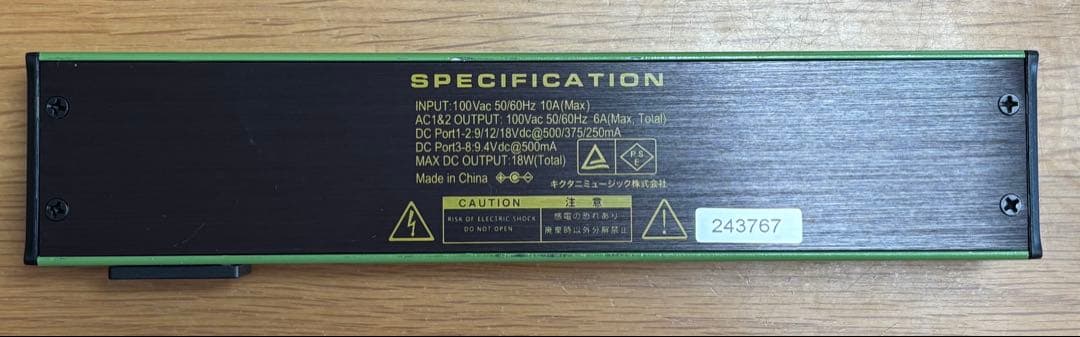 SPECIFICATION
INPUT:100Vac 50/60Hz 10A(Max)
AC1&2 OUTPUT: 100Vac 50/60Hz 6A(Max, Total)
DC Port1-2:9/12/18Vdc@500/375/250mA
DC Port3-8:9.4Vdc@500mA
MAX DC OUTPUT:18W(Total)
PS
E
Made in China
キクタニミュージック株式会社
CAUTION 注意
RISK OF ELECTRIC SHOCK
DO NOT OPEN
感電の恐れあり
廃棄時以外分解禁止
243767